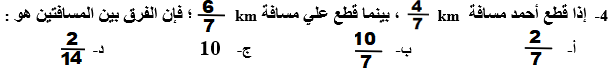 4- إذا قطع أحمد مسافة 4/7 km ، بينما قطع علي مسافة 6/7 km ؛ فإن الفرق بين المسافتين هو :
أ- 2/7 ب- 10/7 ج- 10 د- 2/14